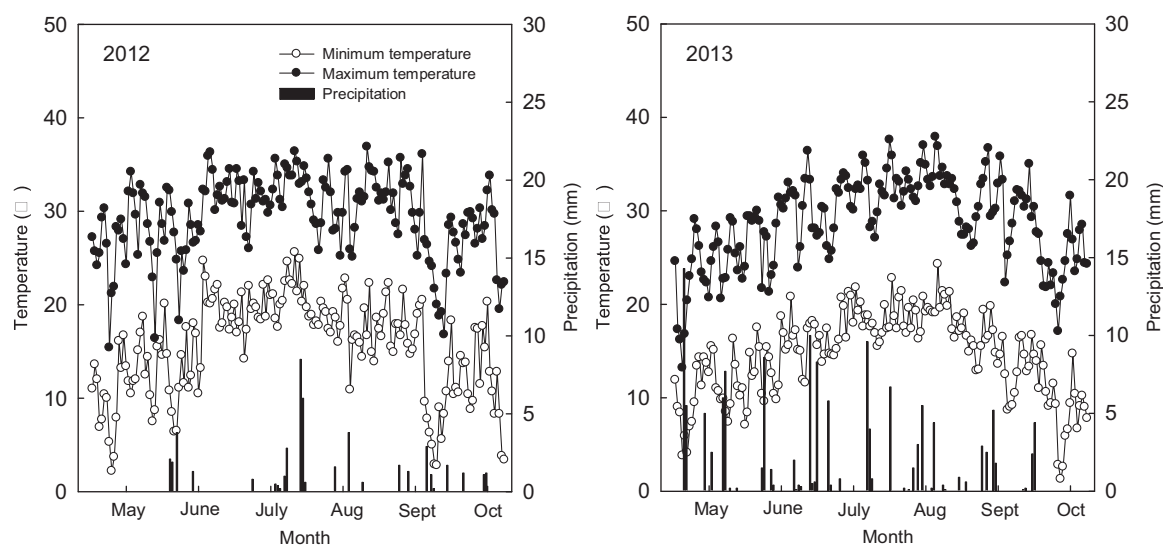 50
40
30
20
10
0
Temperature (□ )
2012
Minimum temperature
Maximum temperature
Precipitation
30
25
20
15
10
5
0
Precipitation (mm)
May June July Aug Sept Oct
Month
50
40
30
20
10
0
Temperature (□ )
2013
30
25
20
15
10
5
0
Precipitation (mm)
May June July Aug Sept Oct
Month